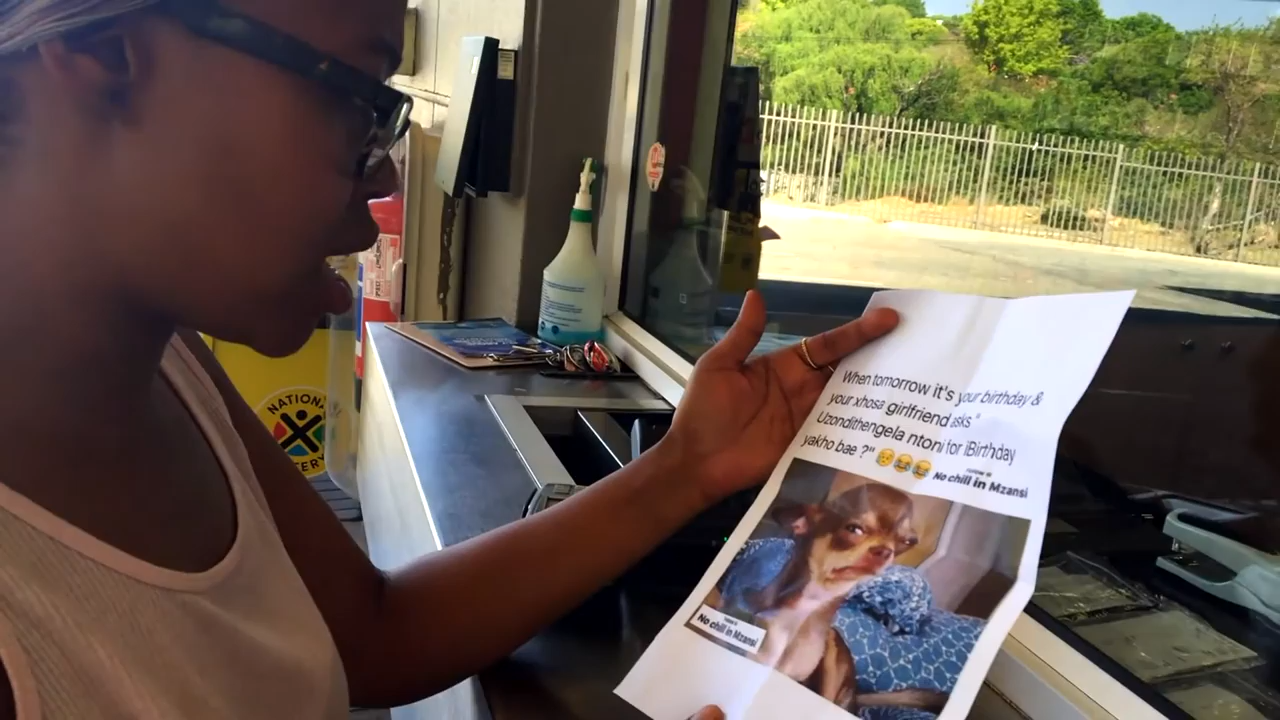 When tomorrow it's your birthday &
your xhosa girlfriend asks "
Uzondithengela ntoni for iBirthday
yakho bae ?" 😥😂😂
No chill in Mzansi
No chill in Mzansi
NATIONAL